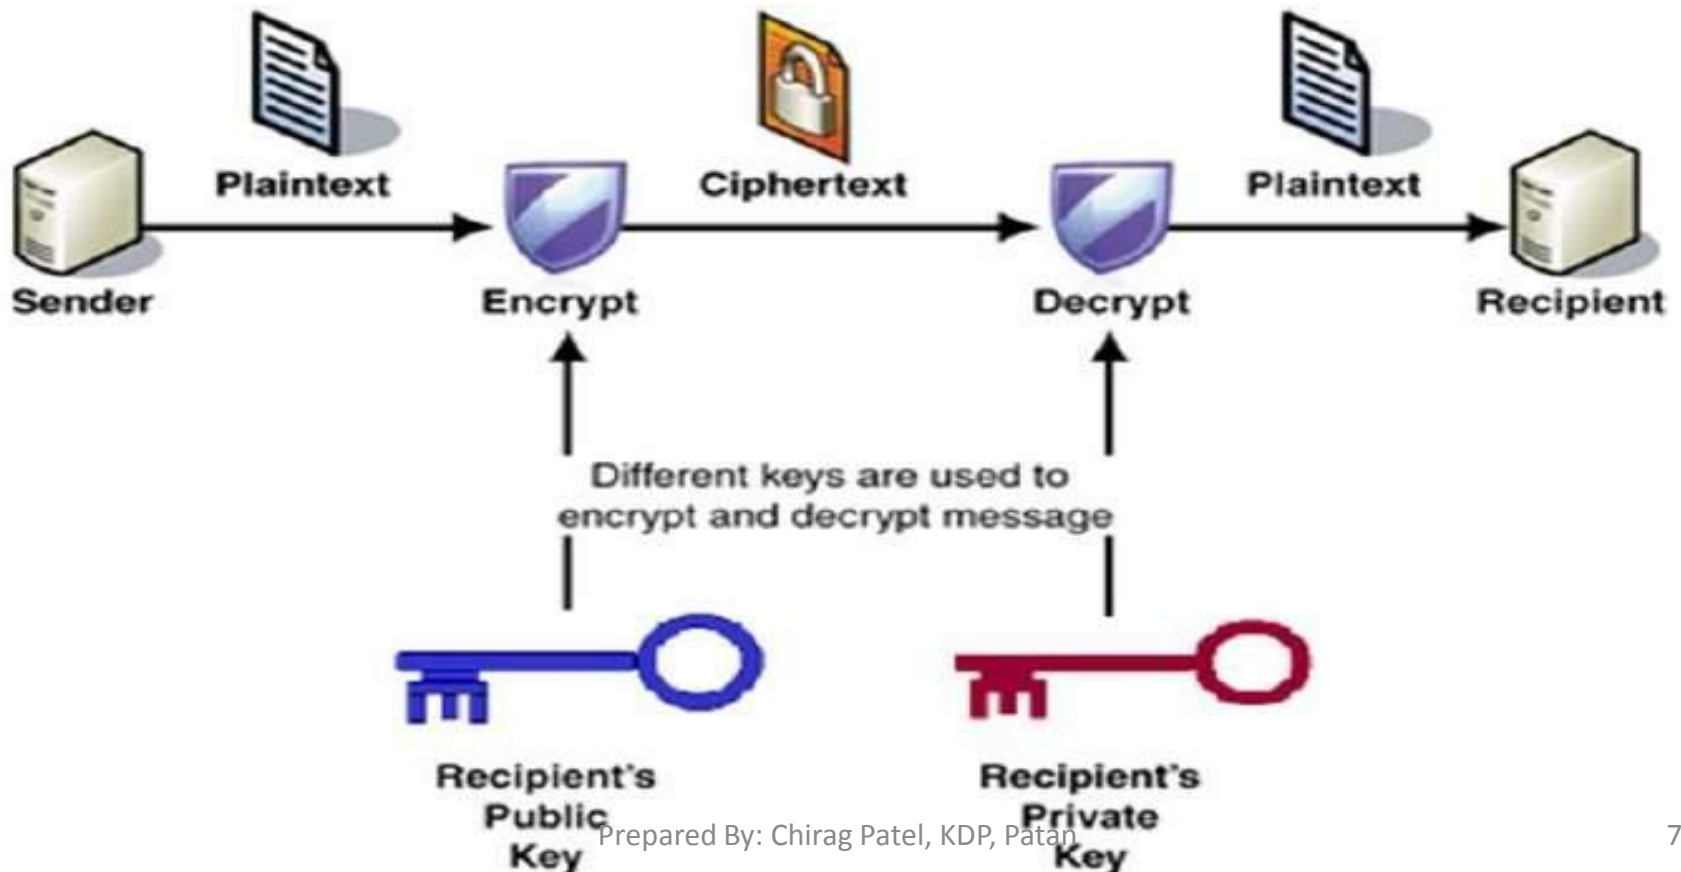 Plaintext
Ciphertext
Plaintext
Sender
Encrypt
Decrypt
Recipient
Different keys are used to
encrypt and decrypt message
Recipient's
Public
Key
Recipient's
Private
Key
Prepared By: Chirag Patel, KDP, Patan
7